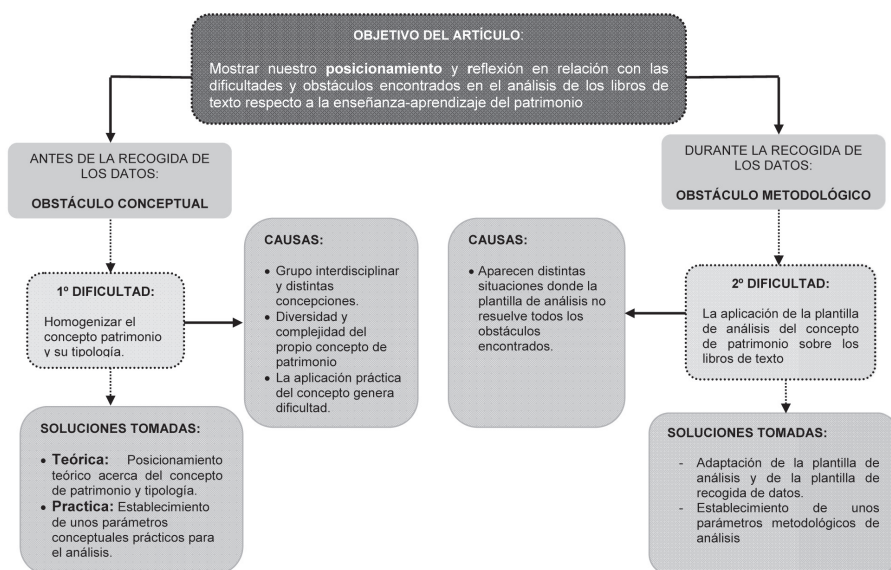 OBJETIVO DEL ARTÍCULO:
Mostrar nuestro posicionamiento y reflexión en relación con las
dificultades y obstáculos encontrados en el análisis de los libros de
texto respecto a la enseñanza-aprendizaje del patrimonio
ANTES DE LA RECOGIDA DE
LOS DATOS:
OBSTÁCULO CONCEPTUAL
DURANTE LA RECOGIDA DE
LOS DATOS:
OBSTÁCULO METODOLÓGICO
1º DIFICULTAD:
Homogenizar el
concepto patrimonio
y su tipología.
CAUSAS:
• Grupo interdisciplinar
y distintas
concepciones.
• Diversidad y
complejidad del
propio concepto de
patrimonio
• La aplicación práctica
del concepto genera
dificultad.
CAUSAS:
• Aparecen distintas
situaciones donde la
plantilla de análisis no
resuelve todos los
obstáculos
encontrados.
2º DIFICULTAD:
La aplicación de la plantilla
de análisis del concepto
de patrimonio sobre los
libros de texto
SOLUCIONES TOMADAS:
• Teórica: Posicionamiento
teórico acerca del concepto
de patrimonio y tipología.
• Practica: Establecimiento
de unos parámetros
conceptuales prácticos para
el análisis.
SOLUCIONES TOMADAS:
- Adaptación de la plantilla de
análisis y de la plantilla de
recogida de datos.
- Establecimiento de unos
parámetros metodológicos de
análisis